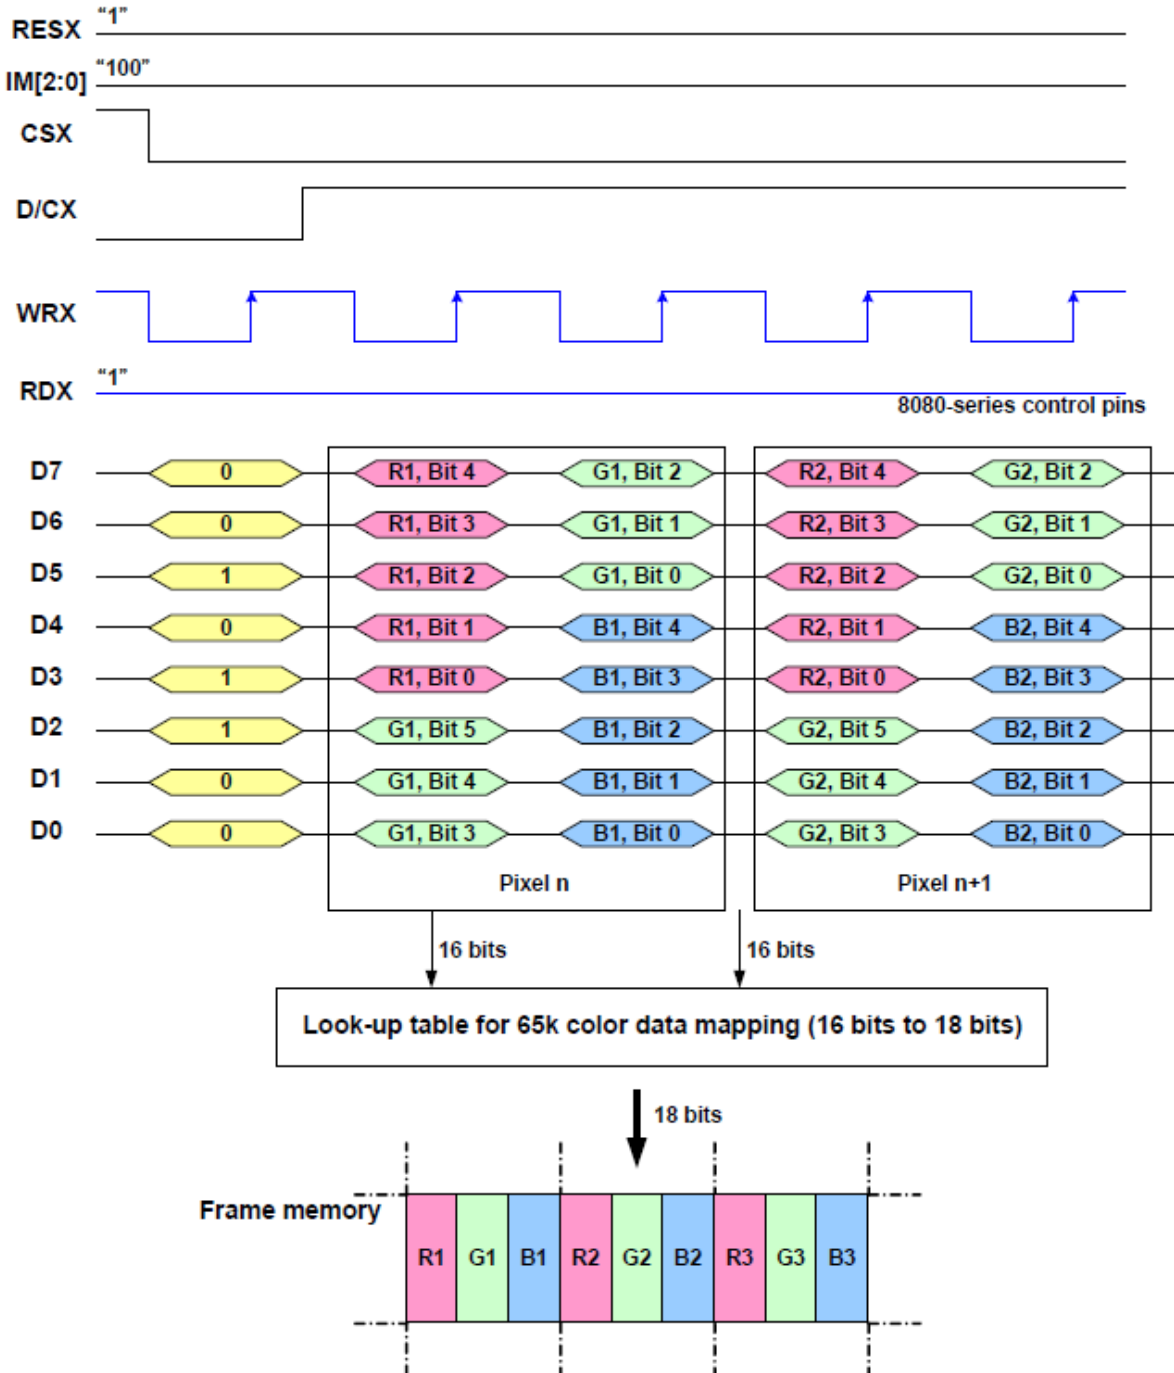 RESX “1”
IM[2:0] “100”
CSX
D/CX
WRX
RDX “1”
8080-series control pins
D7 0 R1, Bit 4 G1, Bit 2 R2, Bit 4 G2, Bit 2
D6 0 R1, Bit 3 G1, Bit 1 R2, Bit 3 G2, Bit 1
D5 1 R1, Bit 2 G1, Bit 0 R2, Bit 2 G2, Bit 0
D4 0 R1, Bit 1 B1, Bit 4 R2, Bit 1 B2, Bit 4
D3 1 R1, Bit 0 B1, Bit 3 R2, Bit 0 B2, Bit 3
D2 1 G1, Bit 5 B1, Bit 2 G2, Bit 5 B2, Bit 2
D1 0 G1, Bit 4 B1, Bit 1 G2, Bit 4 B2, Bit 1
D0 0 G1, Bit 3 B1, Bit 0 G2, Bit 3 B2, Bit 0
Pixel n Pixel n+1
16 bits 16 bits
Look-up table for 65k color data mapping (16 bits to 18 bits)
18 bits
Frame memory
R1 G1 B1 R2 G2 B2 R3 G3 B3